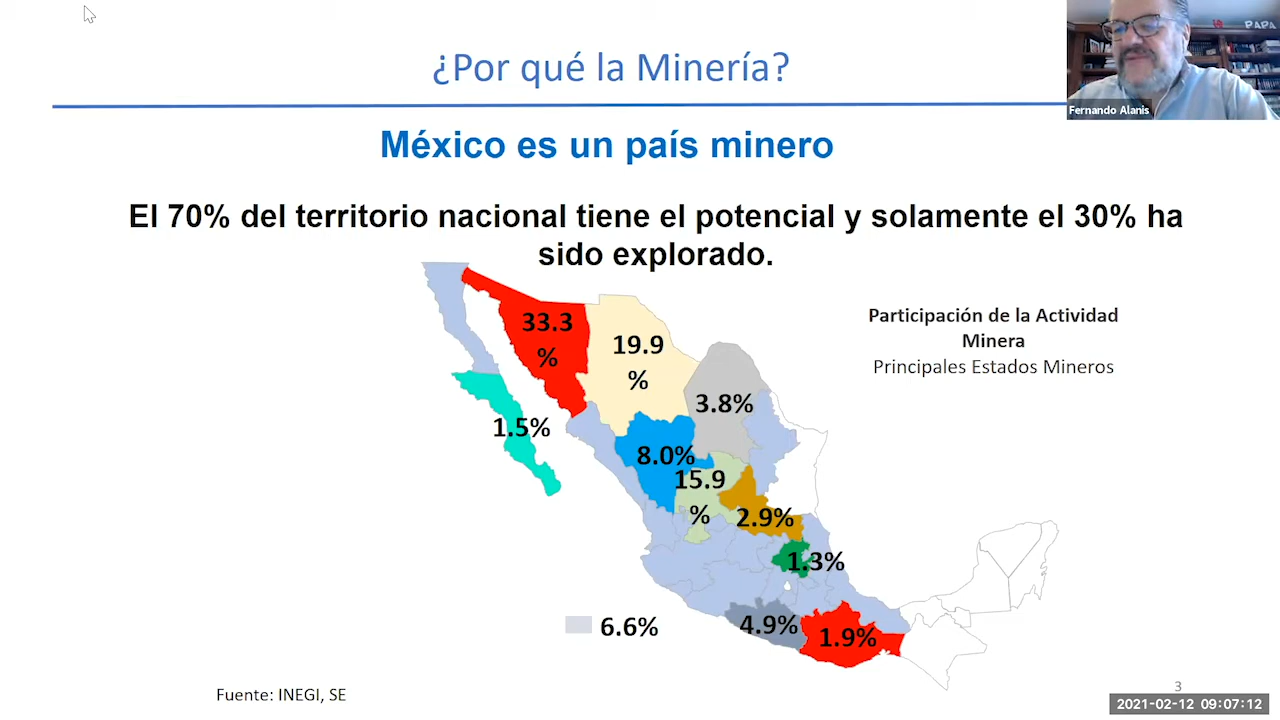 PAPA
Fernando Alanis
¿Por qué la Minería?
México es un país minero
El 70% del territorio nacional tiene el potencial y solamente el 30% ha
sido explorado.
Participación de la Actividad
Minera
Principales Estados Mineros
33.3
%
19.9
%
3.8%
1.5%
8.0%
15.9
%
2.9%
1.3%
4.9%
1.9%
6.6%
Fuente: INEGI, SE
3
2021-02-12 09:07:12